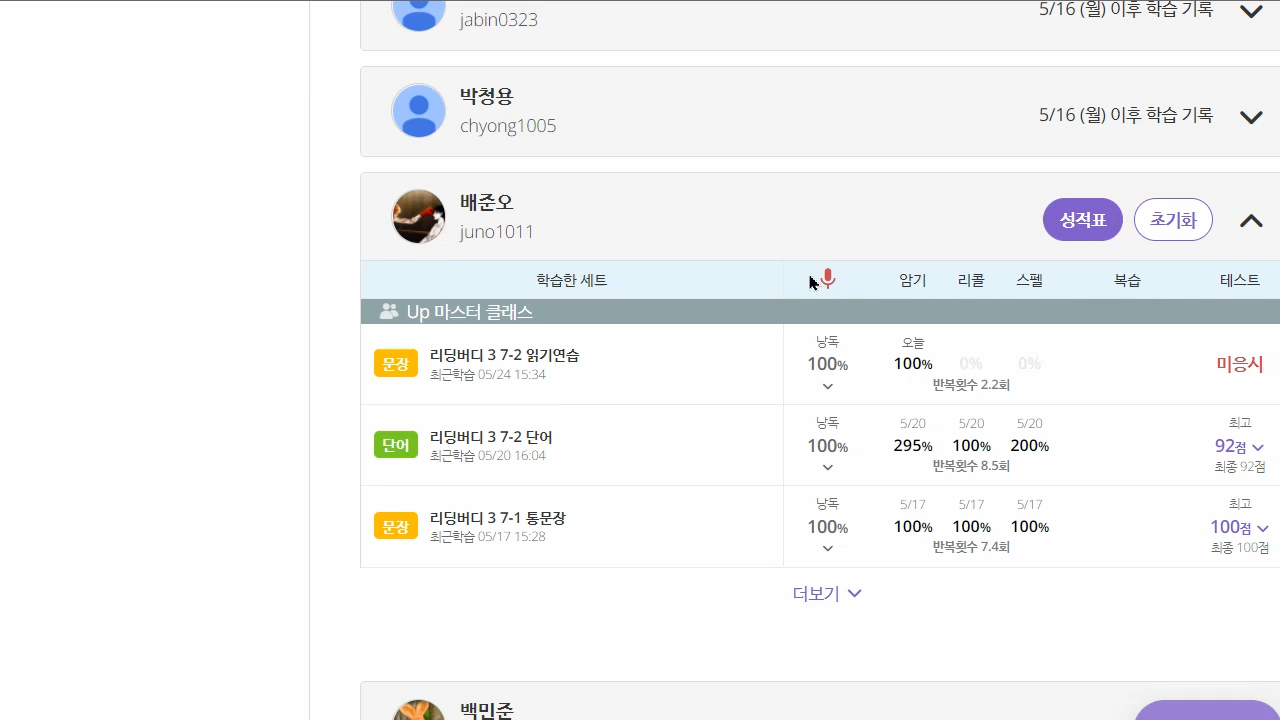 jabin0323
5/16 (월) 이후 학습 기록
박청용
chyong1005
5/16 (월) 이후 학습 기록
배준오
juno1011
성적표
초기화
학습한 세트
암기
리콜
스펠
복습
테스트
Up 마스터 클래스
문장
리딩버디 3 7-2 읽기연습
최근학습 05/24 15:34
낭독
100%
오늘
100%
0%
0%
반복횟수 2.2회
미응시
단어
리딩버디 3 7-2 단어
최근학습 05/20 16:04
낭독
100%
5/20
5/20
5/20
295%
100%
200%
반복횟수 8.5회
최고
92점
최종 92점
문장
리딩버디 3 7-1 통문장
최근학습 05/17 15:28
낭독
100%
5/17
5/17
5/17
100%
100%
100%
반복횟수 7.4회
최고
100점
최종 100점
더보기
백민준